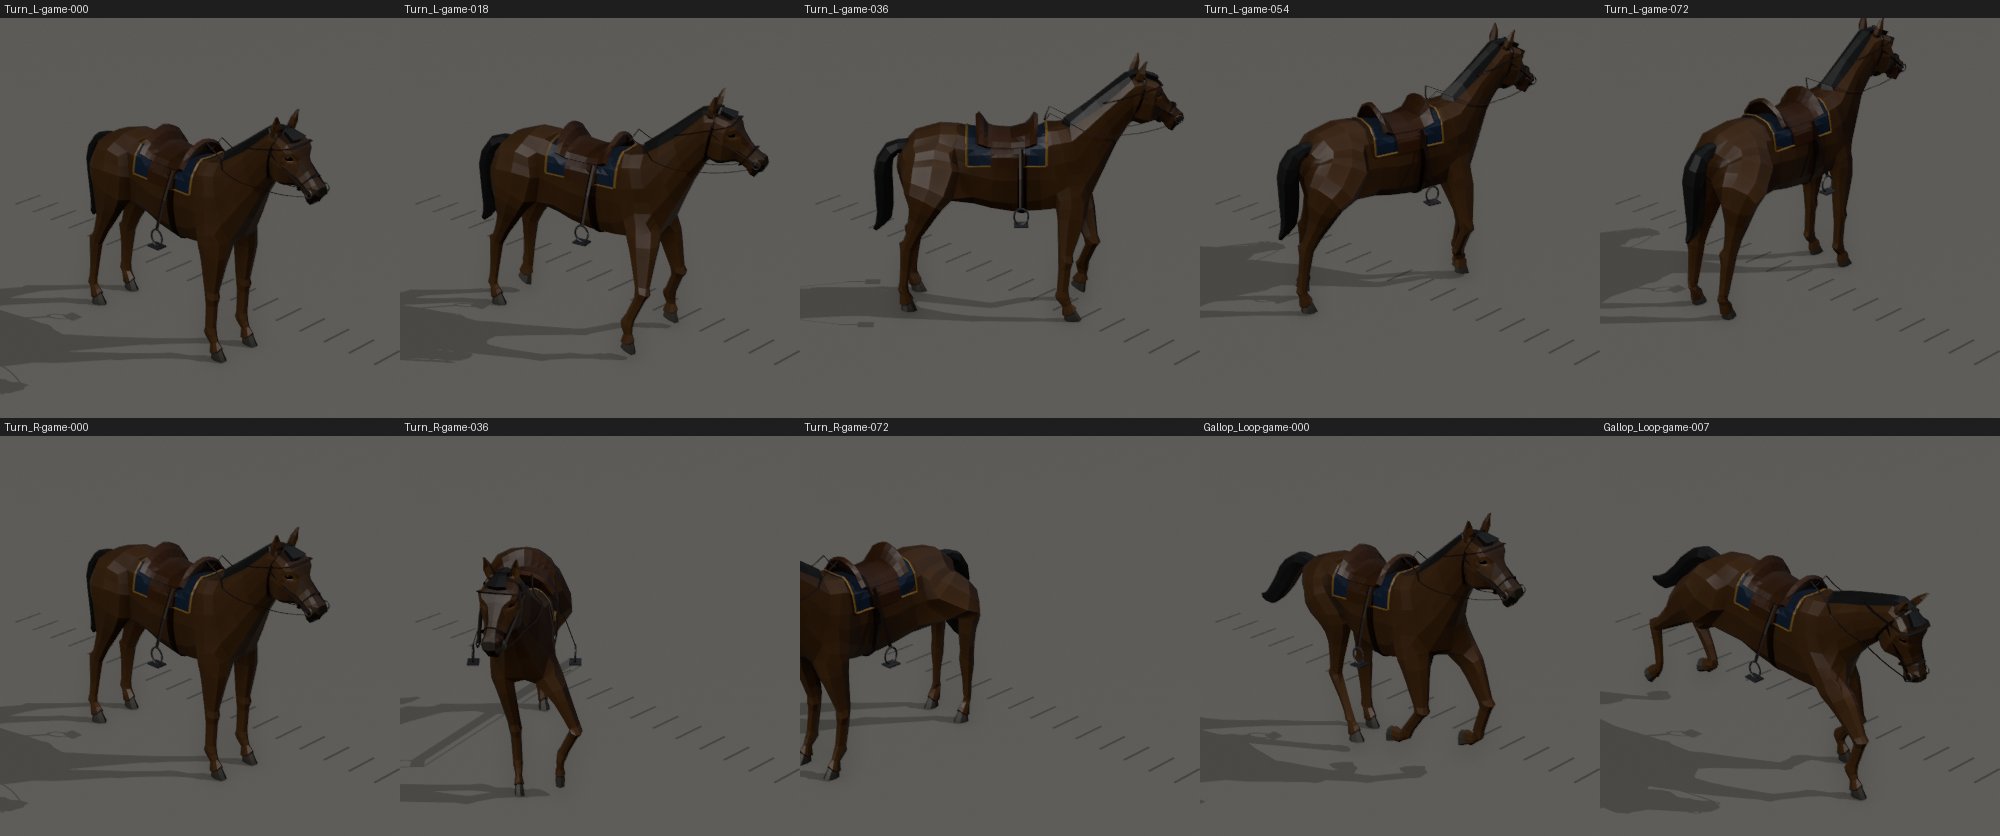 Turn_L-game-000
Turn_L-game-018
Turn_L-game-036
Turn_L-game-054
Turn_L-game-072
Turn_R-game-000
Turn_R-game-036
Turn_R-game-072
Gallop_Loop-game-000
Gallop_Loop-game-007